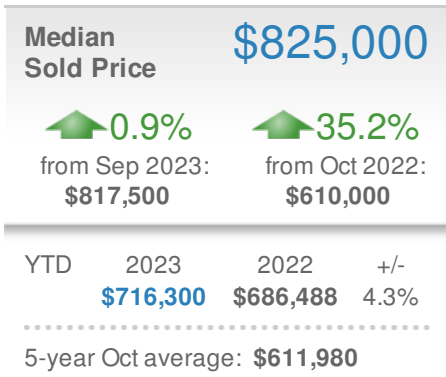 Median
Sold Price
$825,000
0.9%
from Sep 2023:
$817,500
35.2%
from Oct 2022:
$610,000
YTD 2023 2022 +/-
$716,300 $686,488 4.3%
5-year Oct average: $611,980